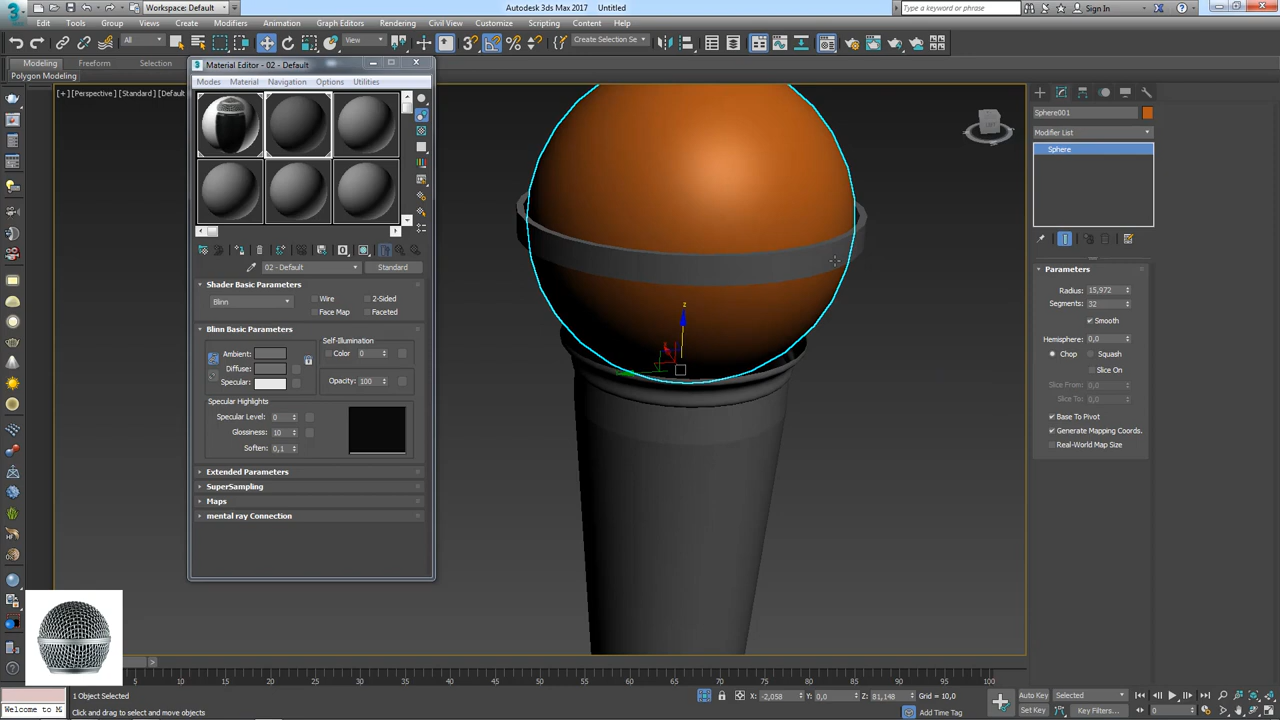 Workspace: Default
Autodesk 3ds Max 2017    Untitled
Type a keyword or phrase
Sign In
Edit Tools Group Views Create Modifiers Animation Graph Editors Rendering Civil View Customize Scripting Content Help
All
View
Create Selection Se
Modeling Freeform Selection
Polygon Modeling
Material Editor - 02 - Default
[+] [Perspective] [Standard] [Default
Modes Material Navigation Options Utilities
02 - Default
Standard
Shader Basic Parameters
Blinn
Wire
2-Sided
Face Map
Faceted
Blinn Basic Parameters
Self-Illumination
Ambient:
Color 0
Diffuse:
Specular:
Opacity: 100
Specular Highlights
Specular Level: 0
Glossiness: 10
Soften: 0,1
Extended Parameters
SuperSampling
Maps
mental ray Connection
z
Sphere001
Modifier List
Sphere
Parameters
Radius: 15,972
Segments: 32
Smooth
Hemisphere: 0,0
Chop Squash
Slice On
Slice From: 0,0
Slice To: 0,0
Base To Pivot
Generate Mapping Coords.
Real-World Map Size
10 15 20 25 30 35 40 45 50 55 60 65 70 75 80 85 90 95 100
1 Object Selected
X: -2,058 Y: 0,0 Z: 81,148 Grid = 10,0
Auto Key Selected
Welcome to M
Click and drag to select and move objects
Add Time Tag
Set Key Key Filters...
0